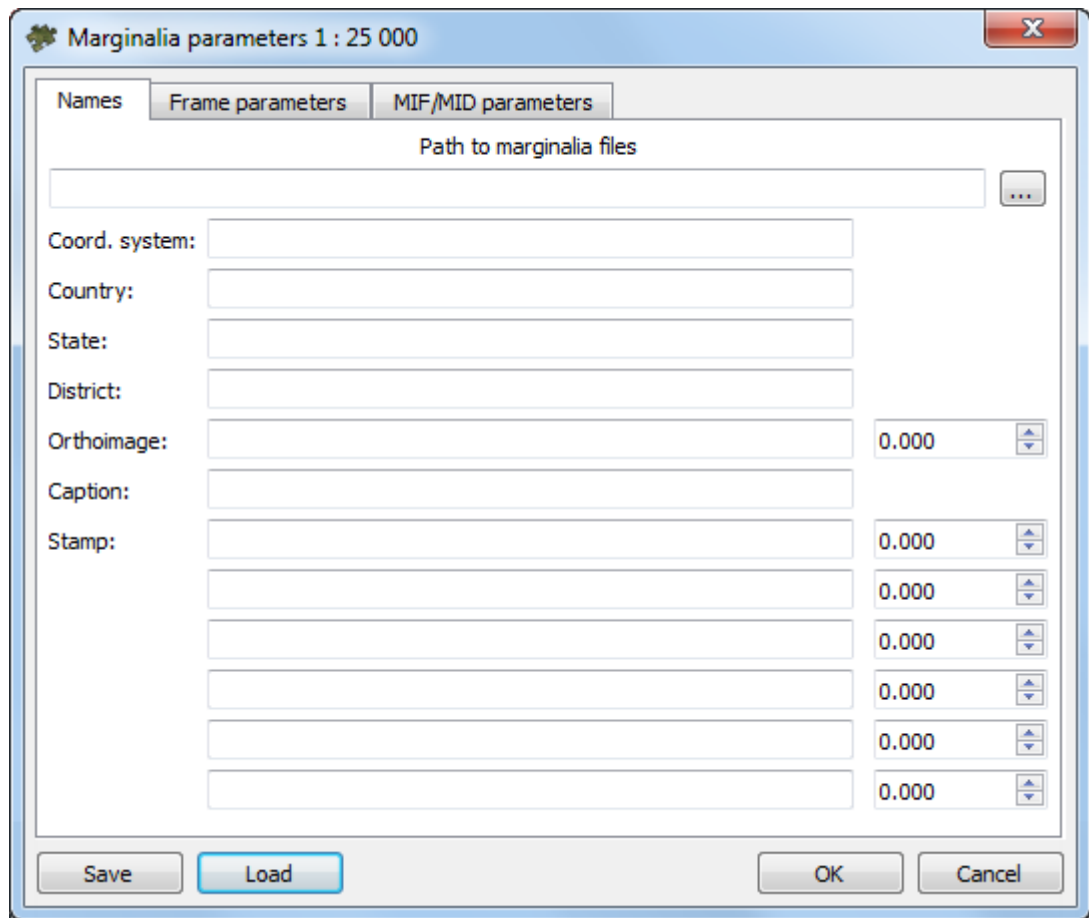 Marginalia parameters 1 : 25 000
Names Frame parameters MIF/MID parameters
Path to marginalia files
...
Coord. system:
Country:
State:
District:
Orthoimage: 0.000
Caption:
Stamp: 0.000
0.000
0.000
0.000
0.000
0.000
Save Load OK Cancel